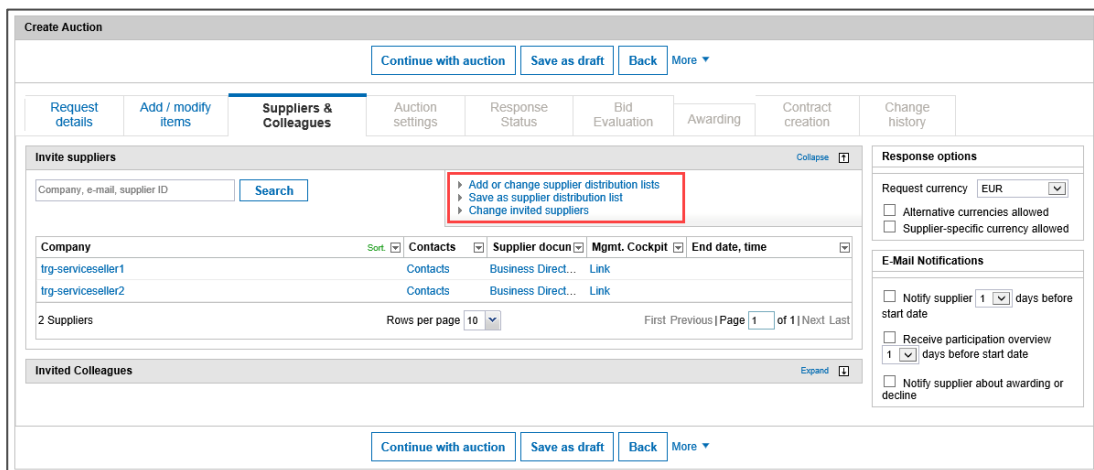 Create Auction
Continue with auction Save as draft Back More
Request details
Add / modify items
Suppliers & Colleagues
Auction settings
Response Status
Bid Evaluation
Awarding
Contract creation
Change history
Invite suppliers Collapse
Company, e-mail, supplier ID Search
Add or change supplier distribution lists
Save as supplier distribution list
Change invited suppliers
Company Sort. Contacts Supplier docun Mgmt. Cockpit End date, time
trg-serviceseller1 Contacts Business Direct... Link
trg-serviceseller2 Contacts Business Direct... Link
2 Suppliers Rows per page 10 First Previous | Page 1 of 1 | Next Last
Invited Colleagues Expand
Response options
Request currency EUR
Alternative currencies allowed
Supplier-specific currency allowed
E-Mail Notifications
Notify supplier 1 days before
start date
Receive participation overview
1 days before start date
Notify supplier about awarding or
decline
Continue with auction Save as draft Back More